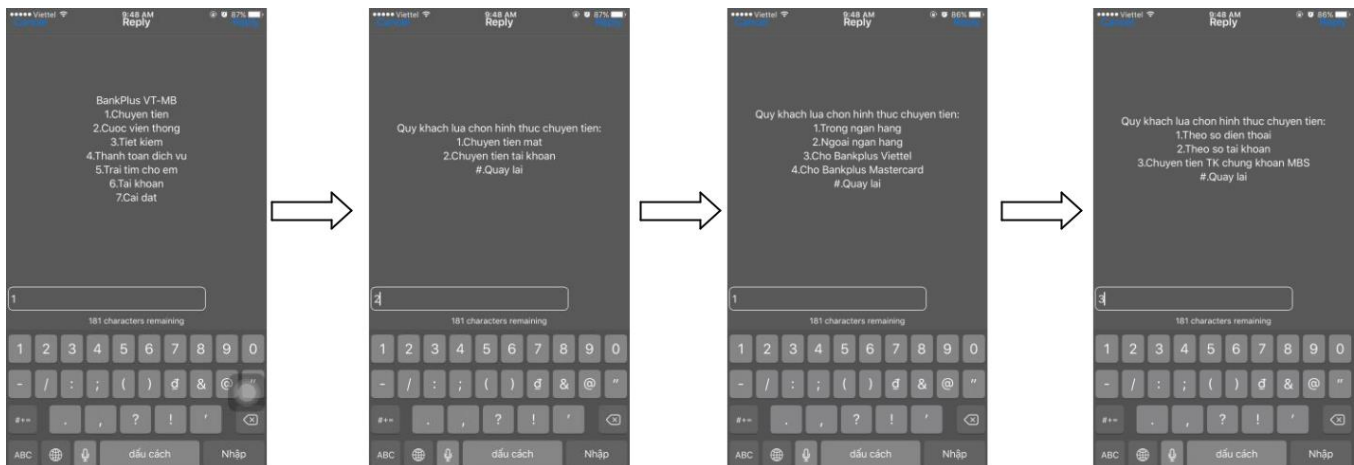 Viettel
9:48 AM
87%
Cancel
Reply
Reply
BankPlus VT-MB
1.Chuyen tien
2.Cuoc vien thong
3.Tiet kiem
4.Thanh toan dich vu
5.Trai tim cho em
6.Tai khoan
7.Cai dat
1
181 characters remaining
1 2 3 4 5 6 7 8 9 0
- / : ; ( ) đ & @ "
#+= . , ? ! '
ABC dấu cách Nhập
Viettel
9:48 AM
87%
Cancel
Reply
Reply
Quy khach lua chon hinh thuc chuyen tien:
1.Chuyen tien mat
2.Chuyen tien tai khoan
#.Quay lai
2
181 characters remaining
1 2 3 4 5 6 7 8 9 0
- / : ; ( ) đ & @ "
#+= . , ? ! '
ABC dấu cách Nhập
Viettel
9:48 AM
86%
Cancel
Reply
Reply
Quy khach lua chon hinh thuc chuyen tien:
1.Trong ngan hang
2.Ngoai ngan hang
3.Cho Bankplus Viettel
4.Cho Bankplus Mastercard
#.Quay lai
1
181 characters remaining
1 2 3 4 5 6 7 8 9 0
- / : ; ( ) đ & @ "
#+= . , ? ! '
ABC dấu cách Nhập
Viettel
9:48 AM
86%
Cancel
Reply
Reply
Quy khach lua chon hinh thuc chuyen tien:
1.Theo so dien thoai
2.Theo so tai khoan
3.Chuyen tien TK chung khoan MBS
#.Quay lai
3
181 characters remaining
1 2 3 4 5 6 7 8 9 0
- / : ; ( ) đ & @ "
#+= . , ? ! '
ABC dấu cách Nhập